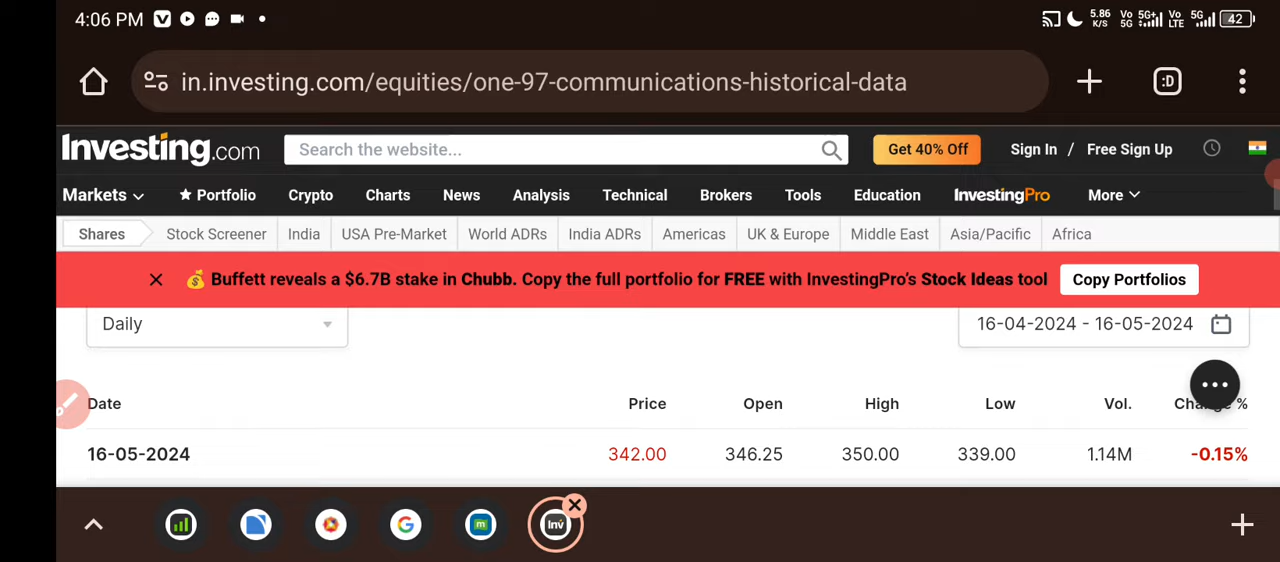 4:06 PM 5.86 K/S Vo 5G 5G+ Vo LTE 5G 42
in.investing.com/equities/one-97-communications-historical-data :D
Investing.com Search the website... Get 40% Off Sign In / Free Sign Up
Markets Portfolio Crypto Charts News Analysis Technical Brokers Tools Education InvestingPro More
Shares Stock Screener India USA Pre-Market World ADRs India ADRs Americas UK & Europe Middle East Asia/Pacific Africa
💰 Buffett reveals a $6.7B stake in Chubb. Copy the full portfolio for FREE with InvestingPro's Stock Ideas tool Copy Portfolios
Daily 16-04-2024 - 16-05-2024
Date Price Open High Low Vol. Change %
16-05-2024 342.00 346.25 350.00 339.00 1.14M -0.15%
G m Inv